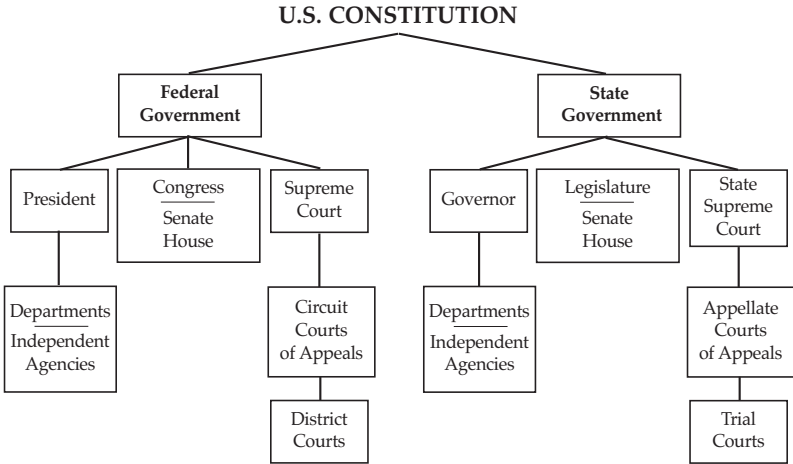 U.S. CONSTITUTION
Federal
Government
State
Government
President
Congress
Senate
House
Supreme
Court
Governor
Legislature
Senate
House
State
Supreme
Court
Departments
Independent
Agencies
Circuit
Courts
of Appeals
Departments
Independent
Agencies
Appellate
Courts
of Appeals
District
Courts
Trial
Courts